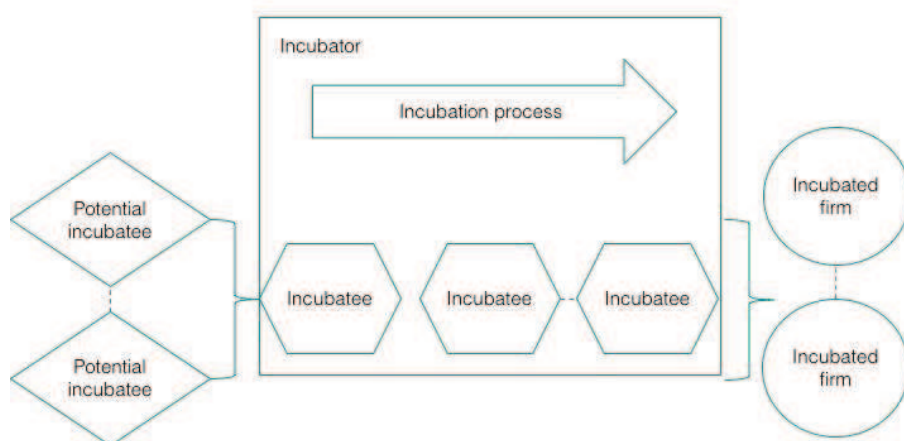 Incubator
Incubation process
Potential
incubatee
Incubated
firm
Incubatee
Incubatee
Incubatee
Potential
incubatee
Incubated
firm